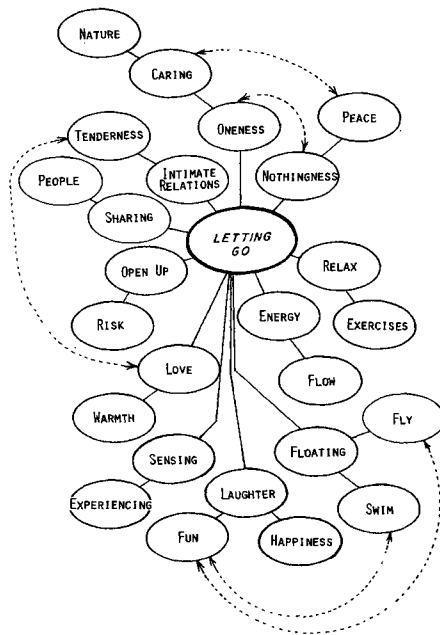 NATURE
CARING
ONENESS
PEACE
NOTHINGNESS
TENDERNESS
INTIMATE
RELATIONS
PEOPLE
SHARING
LETTING
GO
OPEN UP
RISK
RELAX
EXERCISES
ENERGY
FLOW
LOVE
WARMTH
SENSING
EXPERIENCING
FLOATING
FLY
SWIM
LAUGHTER
FUN
HAPPINESS